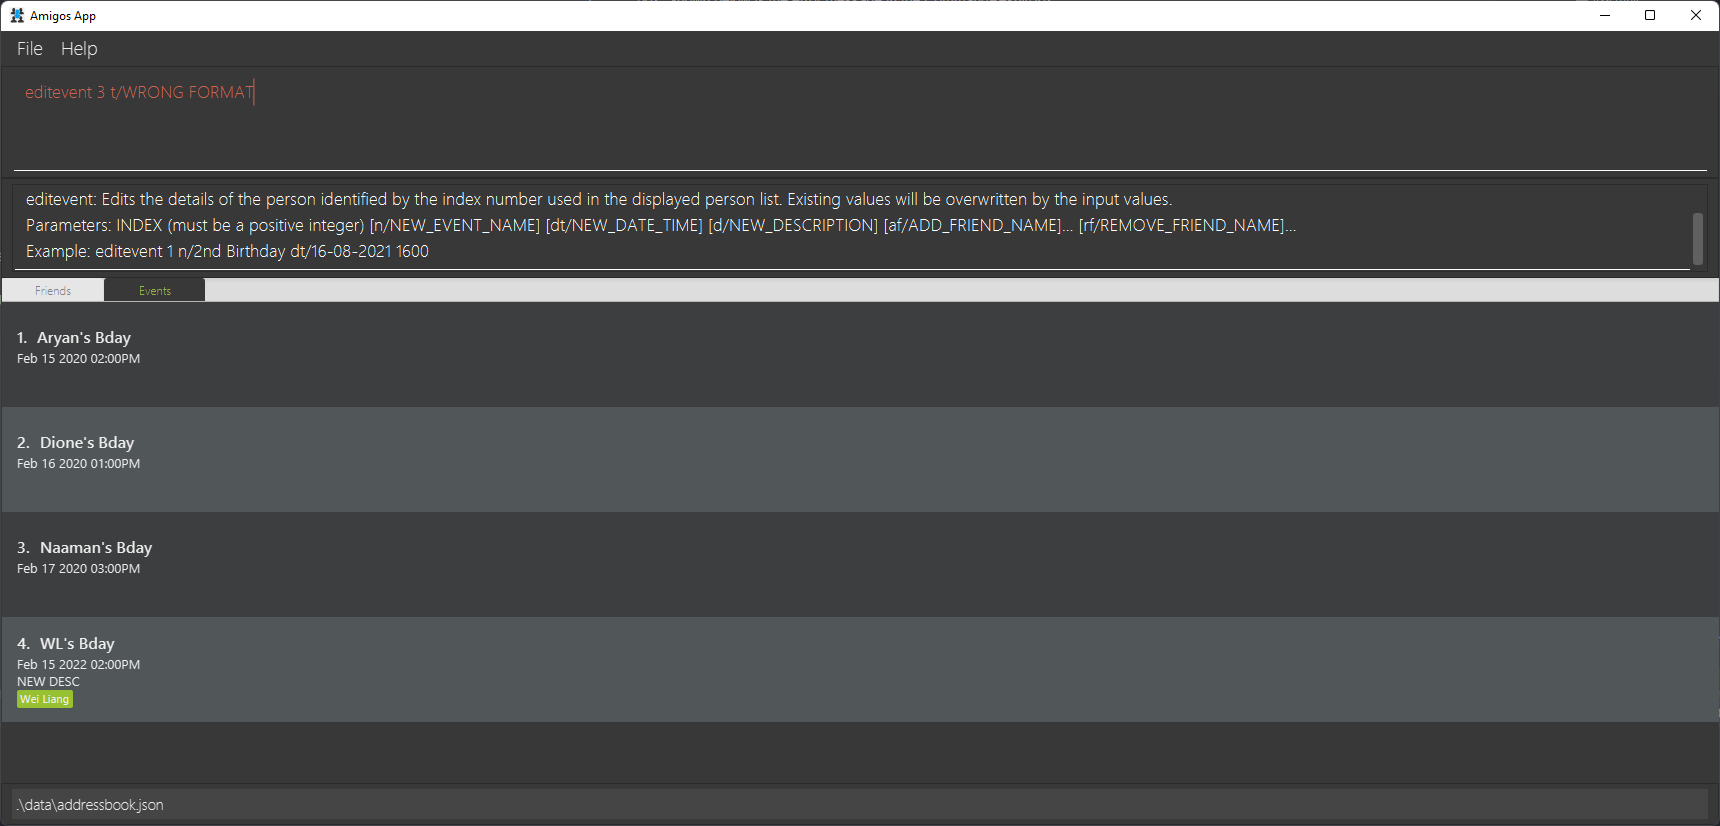 Amigos App
File Help
editevent 3 t/WRONG FORMAT
editevent: Edits the details of the person identified by the index number used in the displayed person list. Existing values will be overwritten by the input values.
Parameters: INDEX (must be a positive integer) [n/NEW_EVENT_NAME] [dt/NEW_DATE_TIME] [d/NEW_DESCRIPTION] [af/ADD_FRIEND_NAME]... [rf/REMOVE_FRIEND_NAME]...
Example: editevent 1 n/2nd Birthday dt/16-08-2021 1600
Friends Events
1. Aryan's Bday
Feb 15 2020 02:00PM
2. Dione's Bday
Feb 16 2020 01:00PM
3. Naaman's Bday
Feb 17 2020 03:00PM
4. WL's Bday
Feb 15 2022 02:00PM
NEW DESC
Wei Liang
.\data\addressbook.json